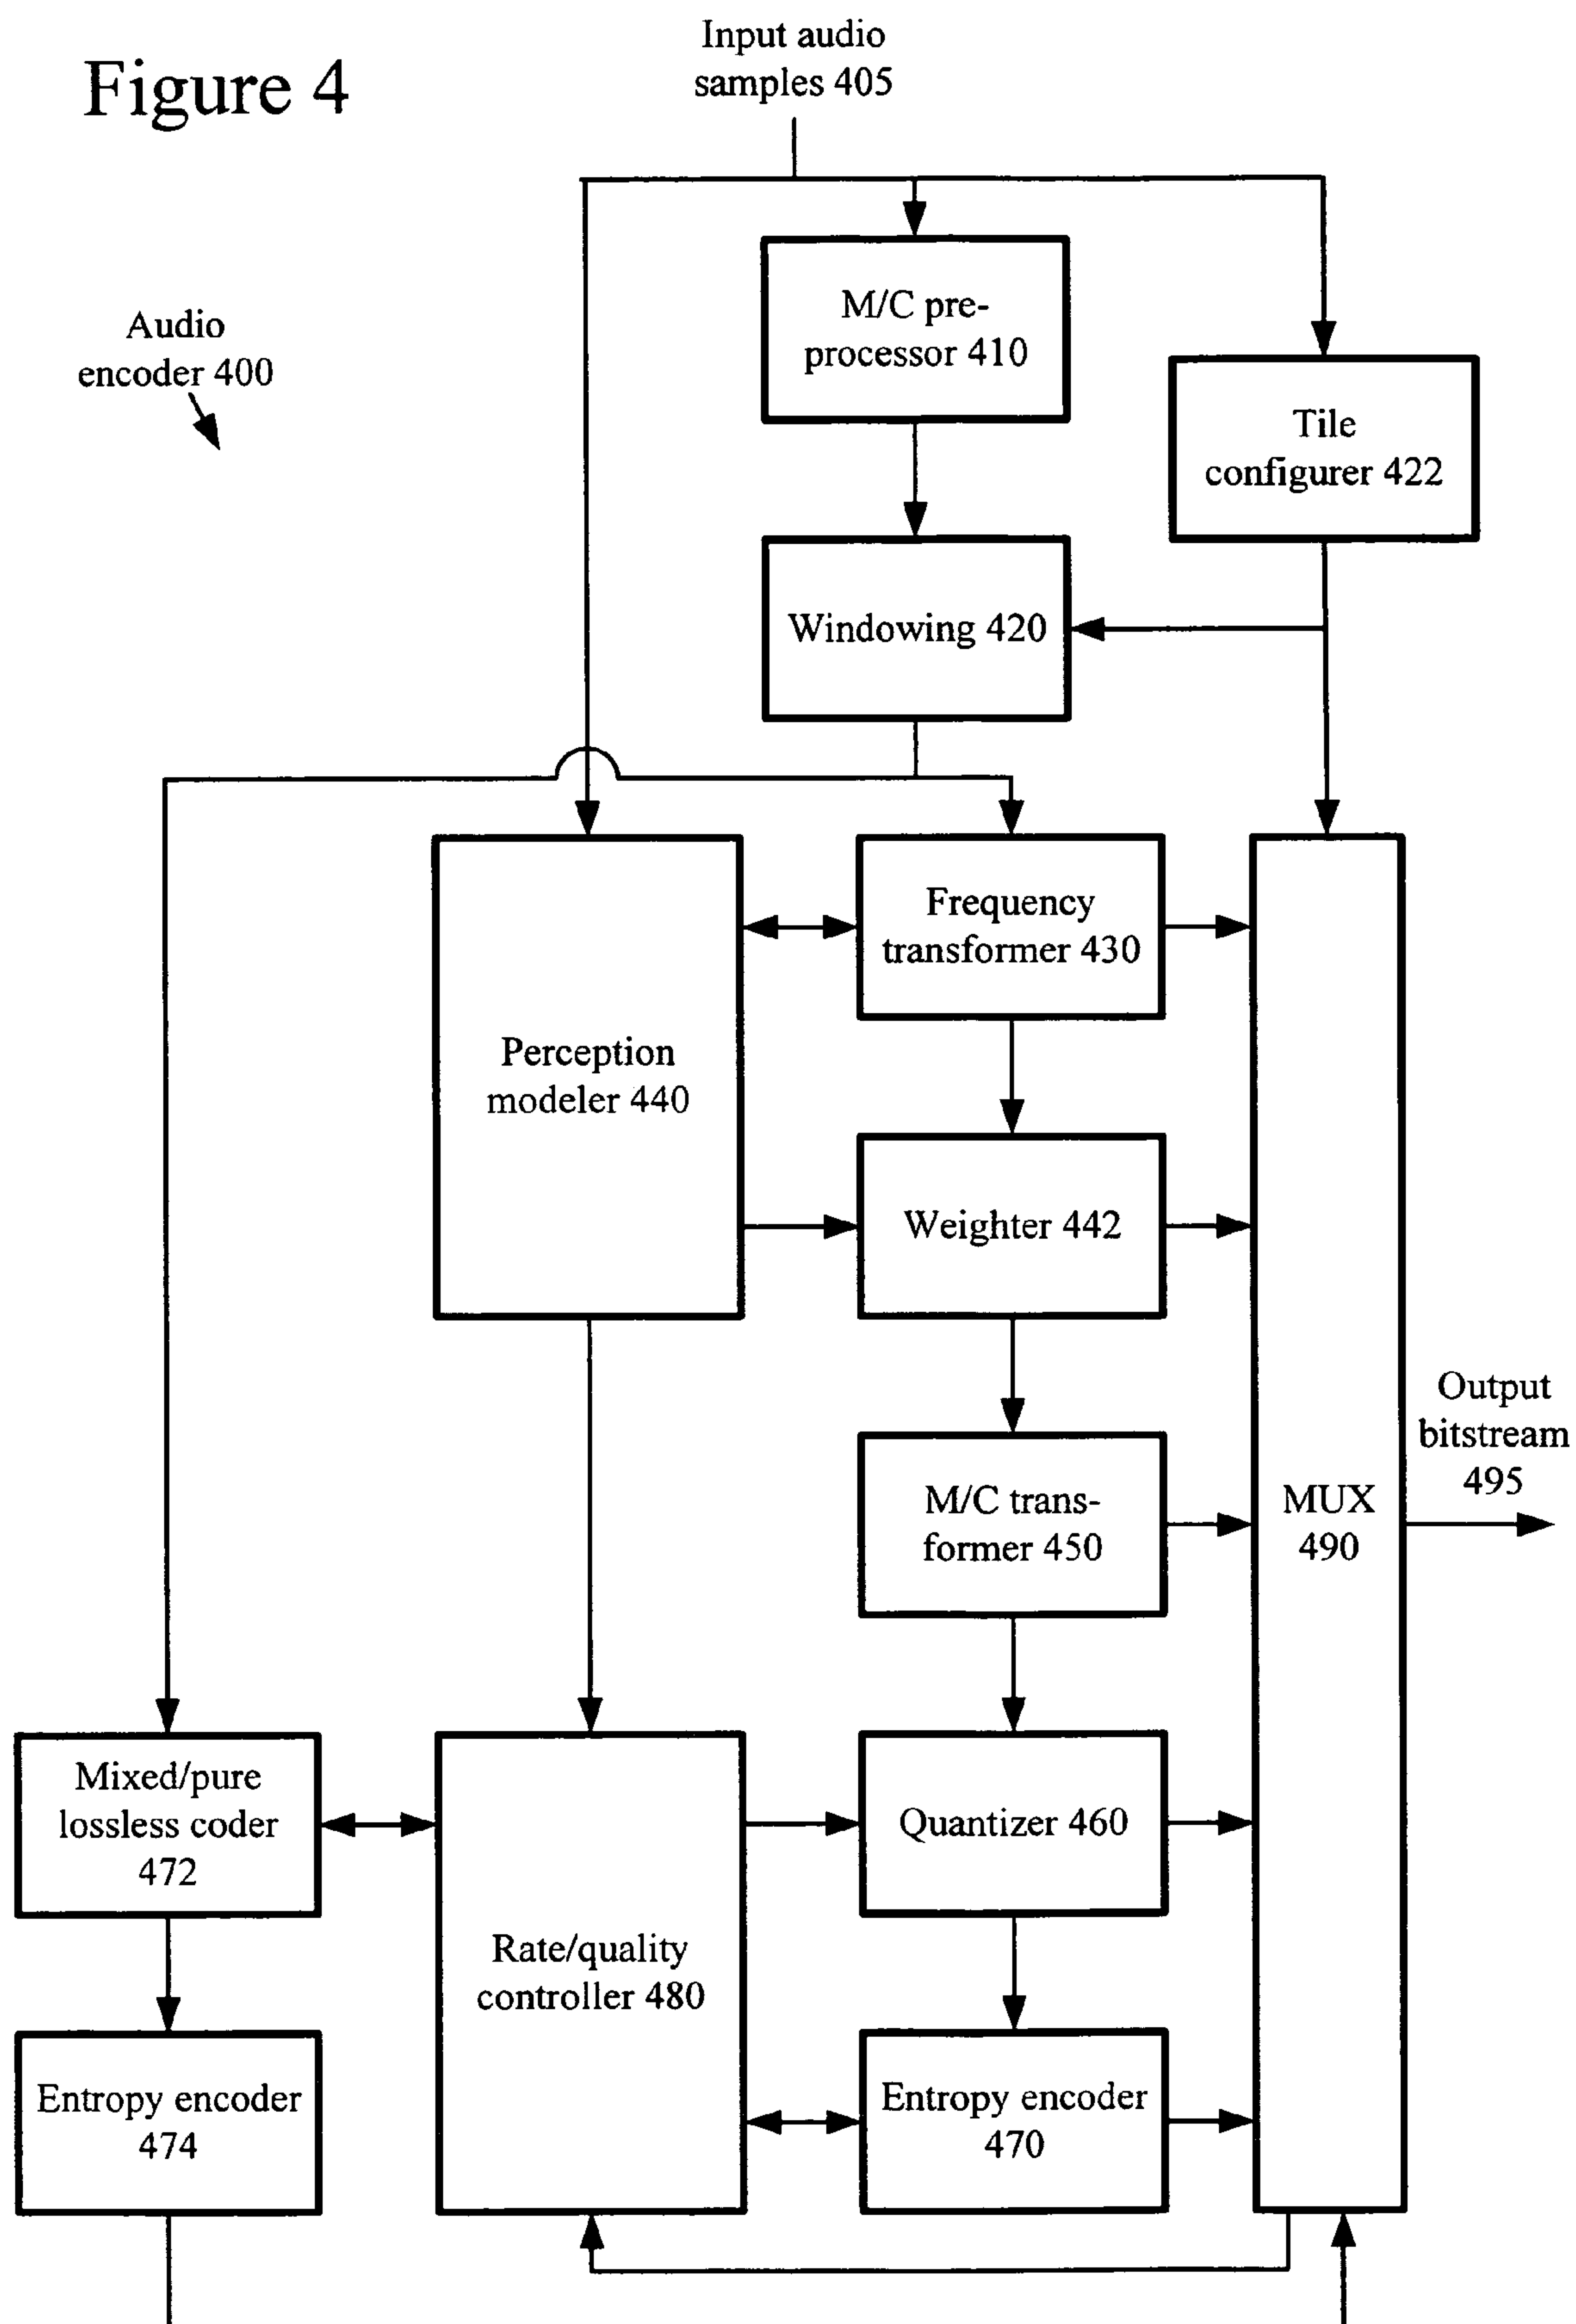 Figure 4
Input audio
samples 405
M/C pre-
processor 410
Audio
encoder 400
Tile
configurer 422
Windowing 420
Frequency
transformer 430
Perception
modeler 440
Weighter 442
Output
bitstream
495
M/C trans-
former 450
MUX
490
Mixed/pure
lossless coder
472
Quantizer 460
Rate/quality
controller 480
Entropy encoder
474
Entropy encoder
470